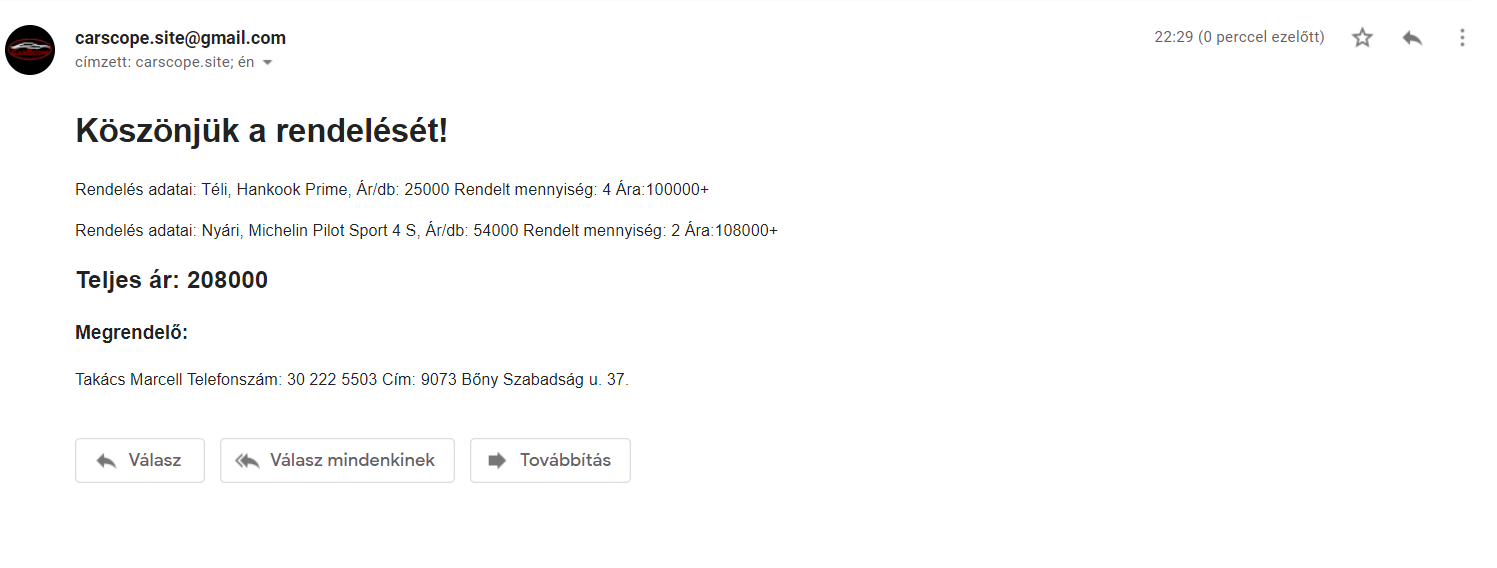 carscope.site@gmail.com
22:29 (0 perccel ezelőtt)
címzett: carscope.site; én
Köszönjük a rendelését!
Rendelés adatai: Téli, Hankook Prime, Ár/db: 25000 Rendelt mennyiség: 4 Ára:100000+
Rendelés adatai: Nyári, Michelin Pilot Sport 4 S, Ár/db: 54000 Rendelt mennyiség: 2 Ára:108000+
Teljes ár: 208000
Megrendelő:
Takács Marcell Telefonszám: 30 222 5503 Cím: 9073 Bőny Szabadság u. 37.
Válasz
Válasz mindenkinek
Továbbítás